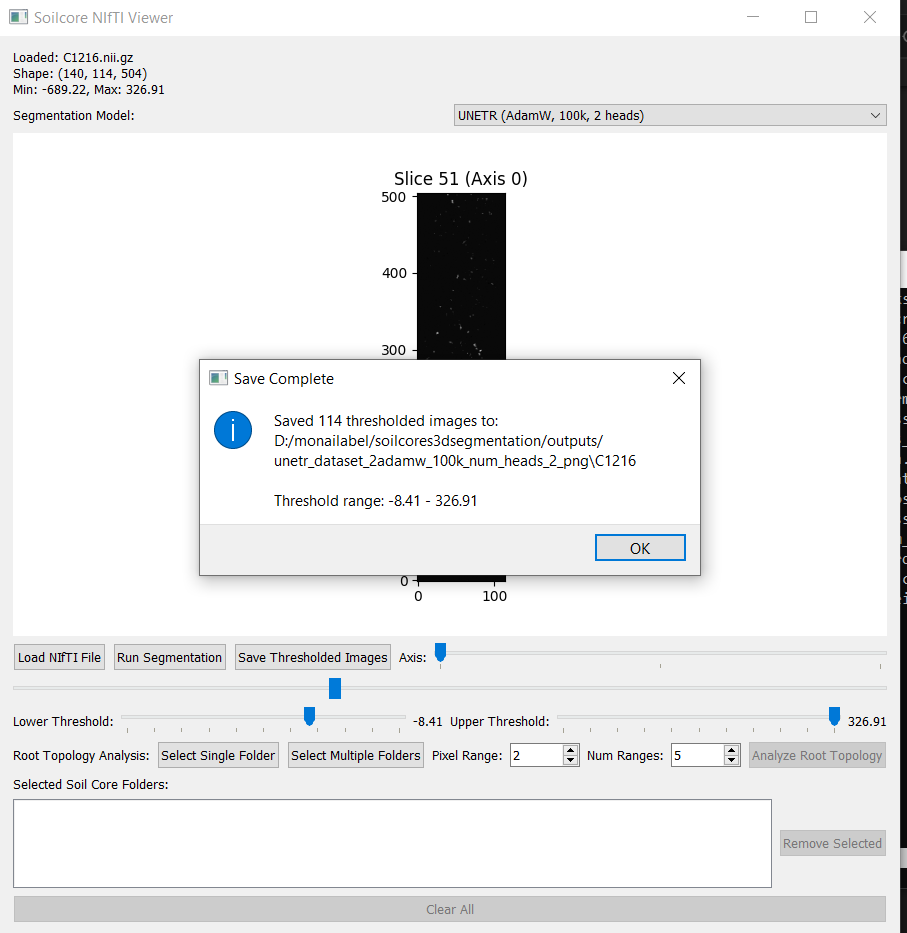 Soilcore NIfTI Viewer
Loaded: C1216.nii.gz
Shape: (140, 114, 504)
Min: -689.22, Max: 326.91
Segmentation Model:
UNETR (AdamW, 100k, 2 heads)
Slice 51 (Axis 0)
500
400
300
Save Complete
Saved 114 thresholded images to:
D:/monailabel/soilcores3dsegmentation/outputs/
unetr_dataset_2adamw_100k_num_heads_2_png\C1216
Threshold range: -8.41 - 326.91
OK
0
0 100
Load NIfTI File Run Segmentation Save Thresholded Images Axis:
Lower Threshold: -8.41 Upper Threshold: 326.91
Root Topology Analysis: Select Single Folder Select Multiple Folders Pixel Range: 2 Num Ranges: 5 Analyze Root Topology
Selected Soil Core Folders:
Remove Selected
Clear All